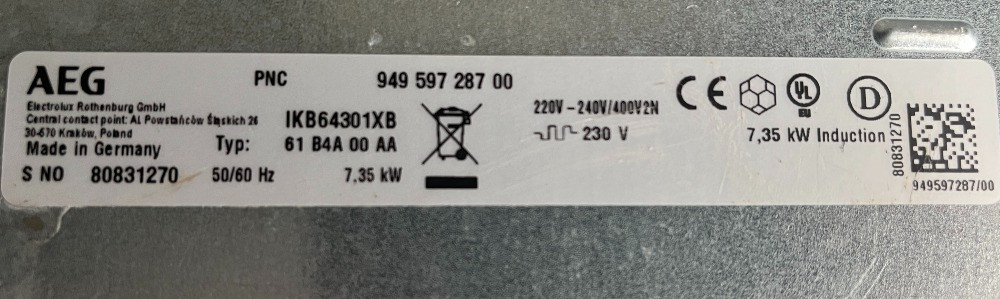 AEG
PNC 949 597 287 00
Electrolux Rothenburg GmbH
Central contact point: Al. Powstańców Śląskich 26
30-570 Kraków, Poland
Made in Germany
Typ:
IKB64301XB
61 B4A 00 AA
S NO 80831270 50/60 Hz 7,35 kW
220V - 240V/400V2N
230 V
CE
UL
D
7,35 kW Induction
80831270
949597287/00